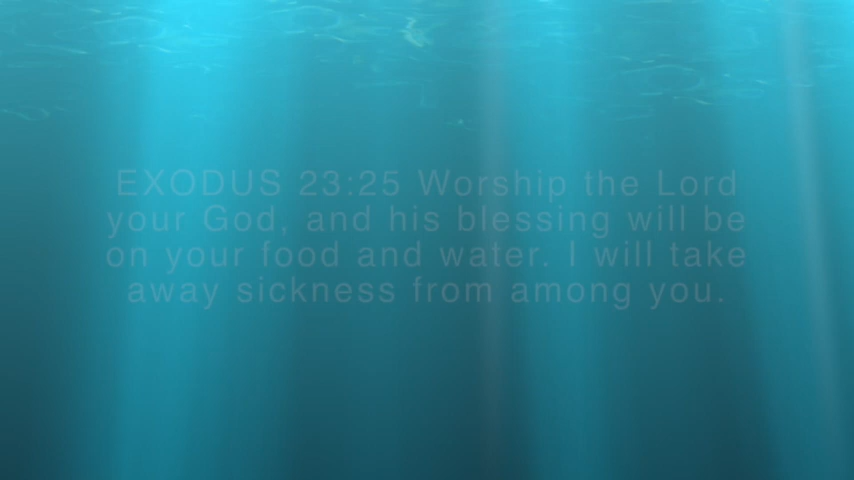 EXODUS 23:25 Worship the Lord
your God, and his blessing will be
on your food and water. I will take
away sickness from among you.